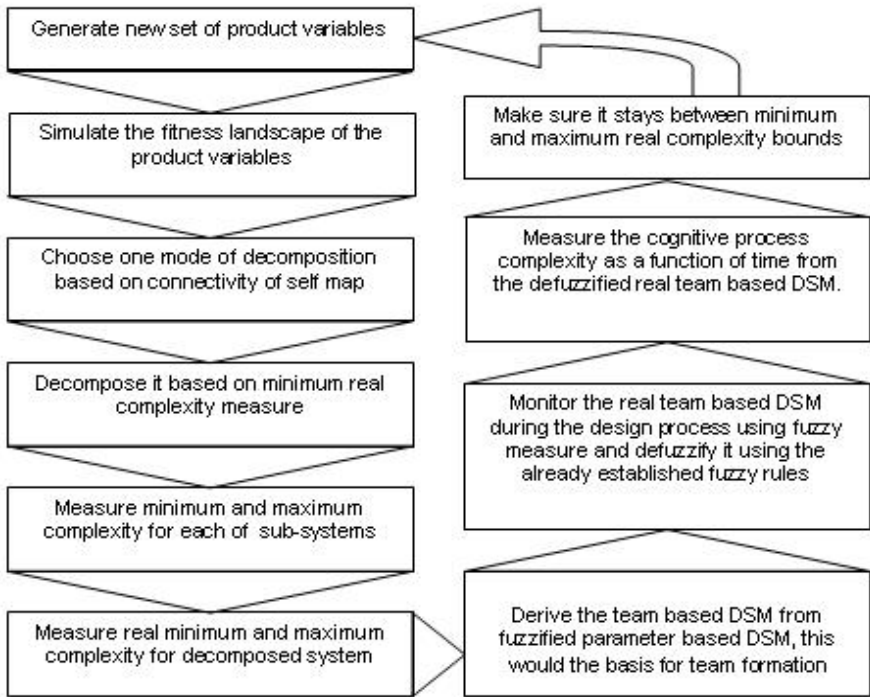 Generate new set of product variables
Simulate the fitness landscape of the
product variables
Choose one mode of decomposition
based on connectivity of self map
Decompose it based on minimum real
complexity measure
Measure minimum and maximum
complexity for each of sub-systems
Measure real minimum and maximum
complexity for decomposed system
Derive the team based DSM from
fuzzified parameter based DSM, this
would the basis for team formation
Monitor the real team based DSM
during the design process using fuzzy
measure and defuzzify it using the
already established fuzzy rules
Measure the cognitive process
complexity as a function of time from
the defuzzified real team based DSM.
Make sure it stays between minimum
and maximum real complexity bounds